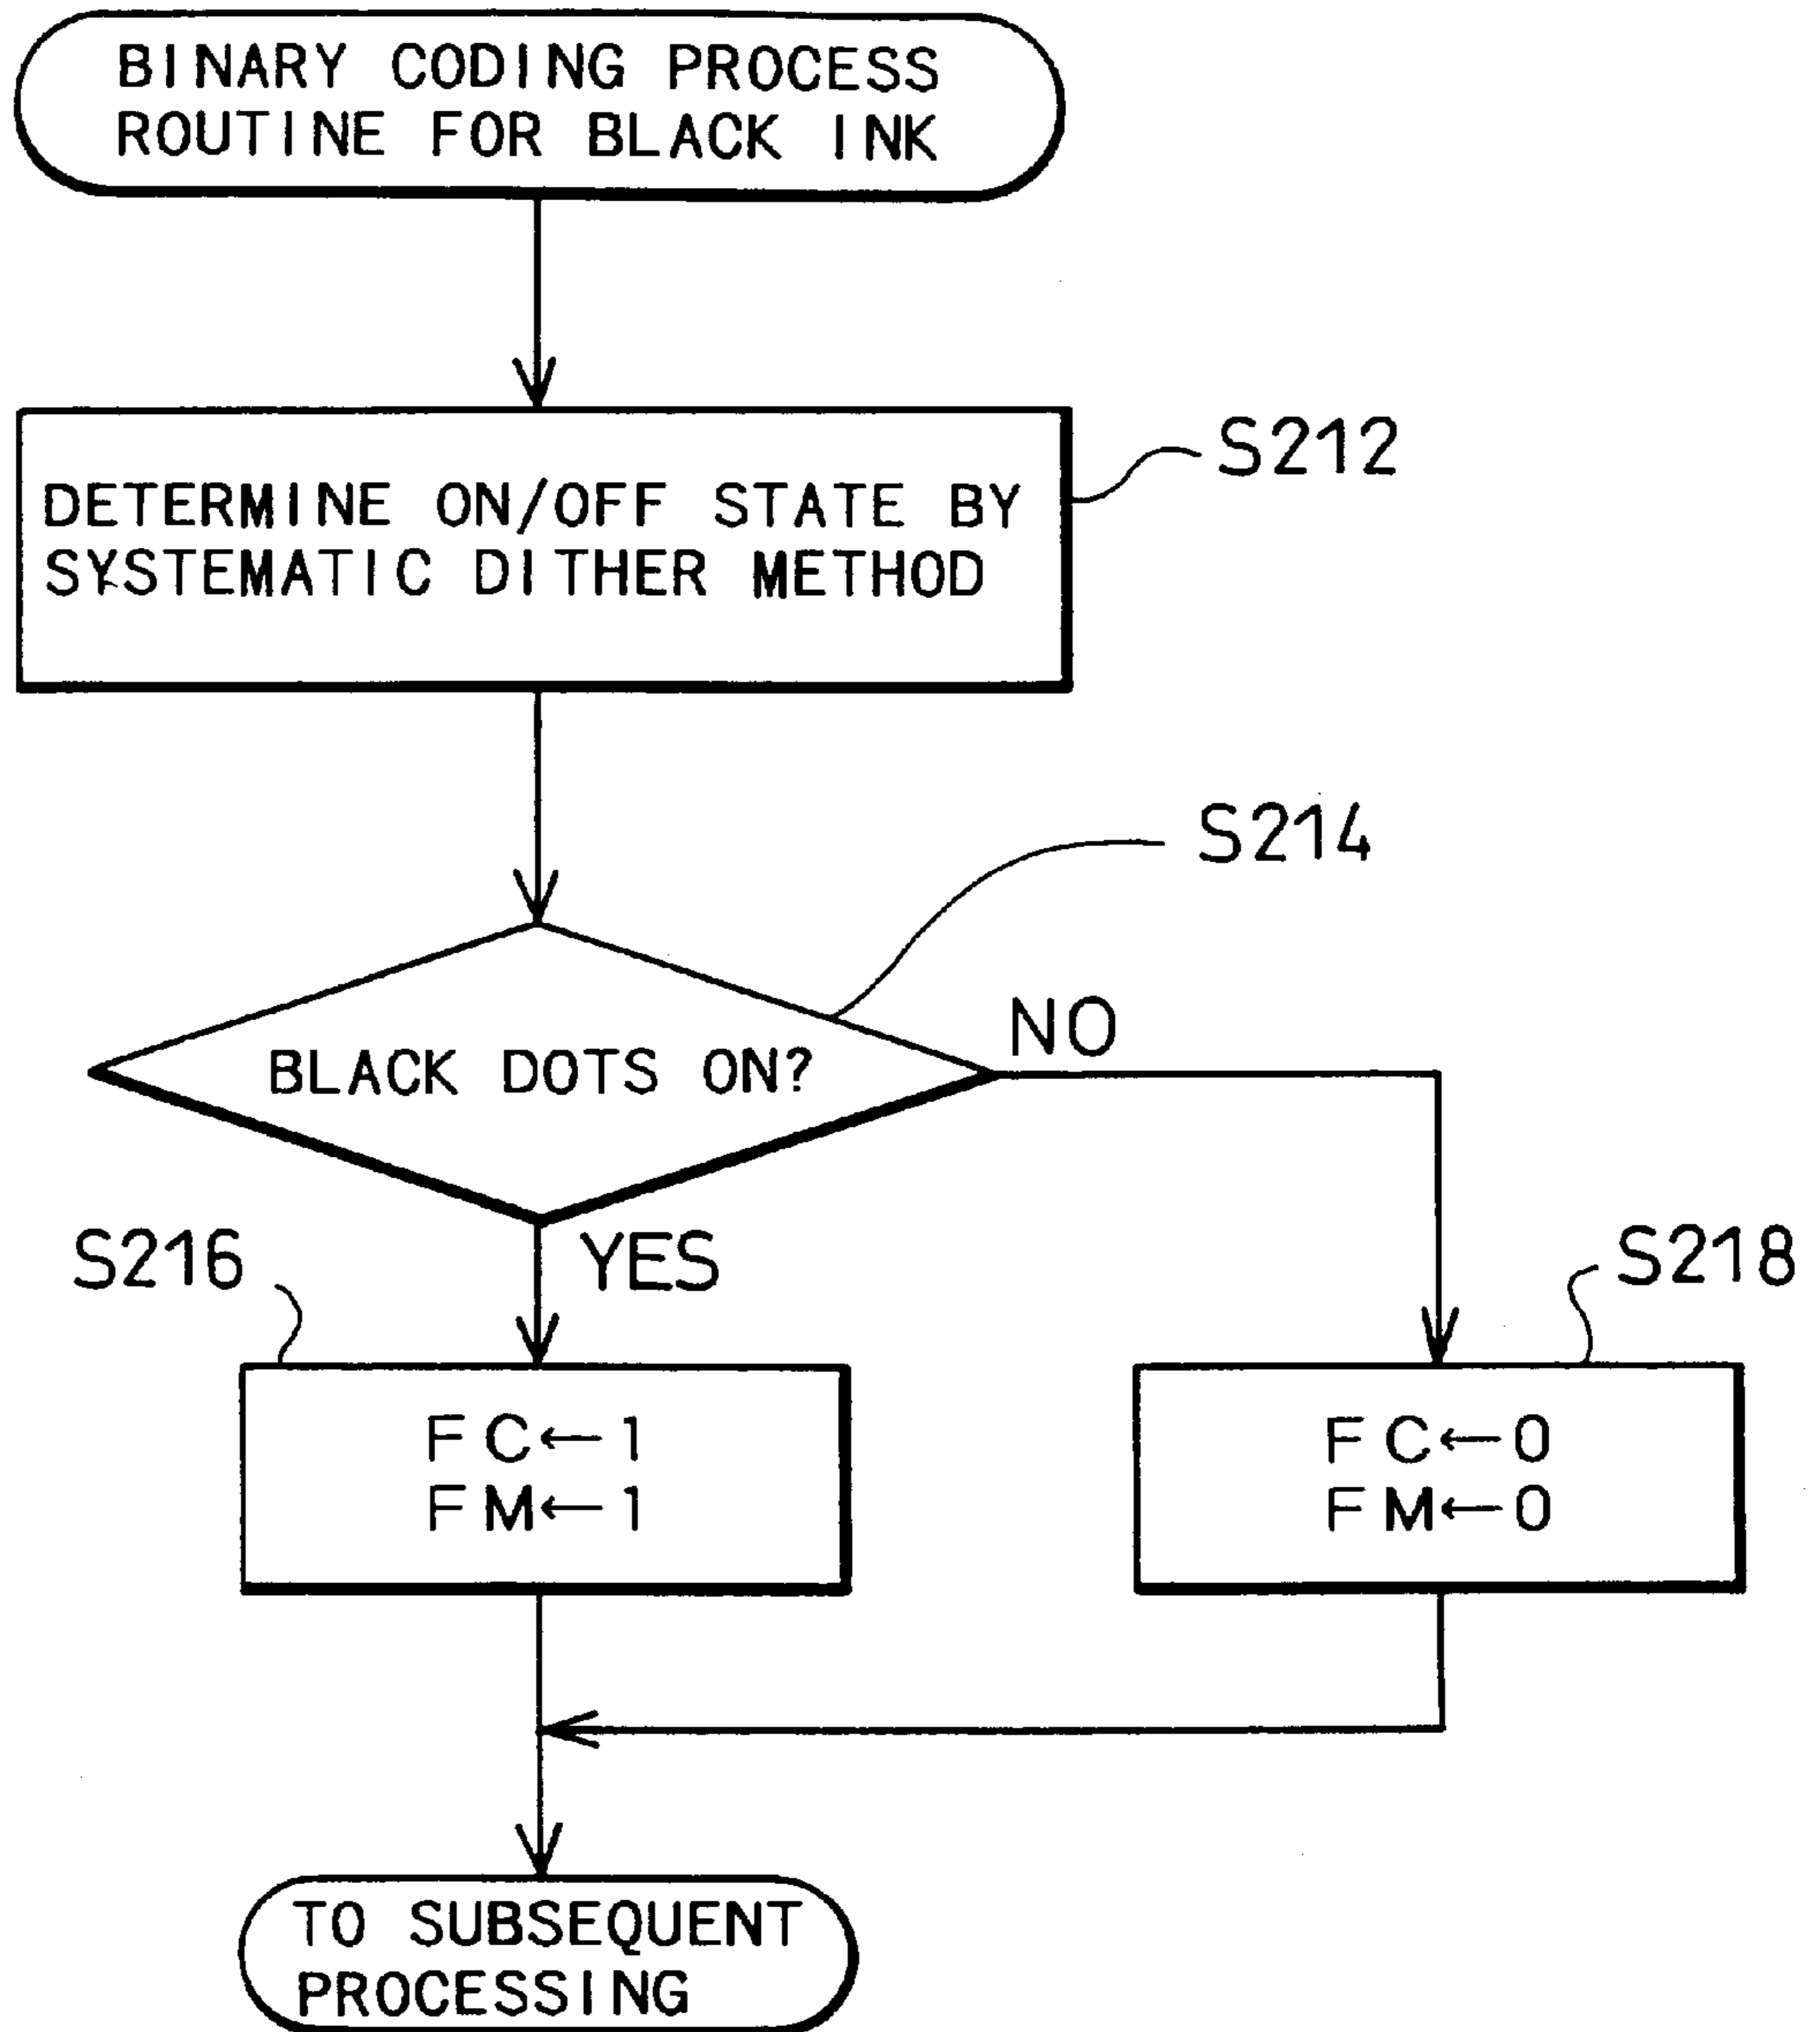 BINARY CODING PROCESS
ROUTINE FOR BLACK INK
DETERMINE ON/OFF STATE BY
SYSTEMATIC DITHER METHOD
S212
S214
BLACK DOTS ON?
NO
YES
S216
S218
FC←1
FM←1
FC←0
FM←0
TO SUBSEQUENT
PROCESSING